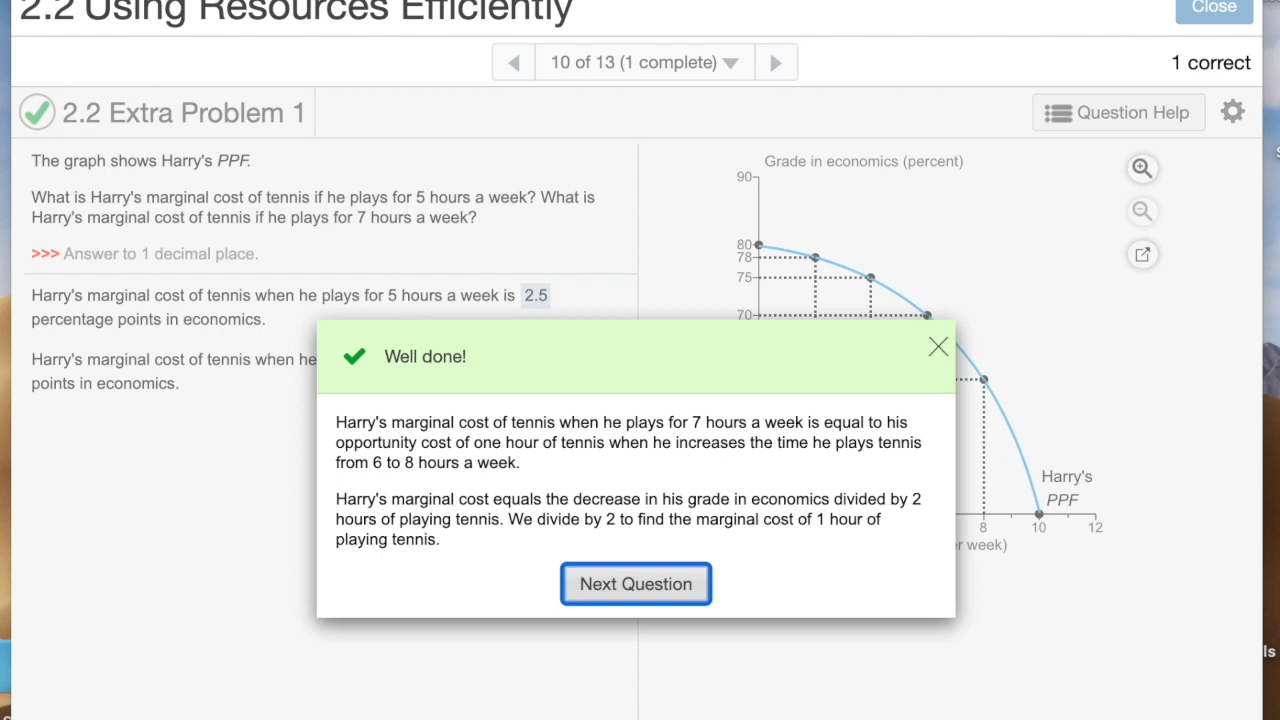 2.2 Using Resources Efficiently
Close
10 of 13 (1 complete)
1 correct
2.2 Extra Problem 1
Question Help
The graph shows Harry's PPF.
What is Harry's marginal cost of tennis if he plays for 5 hours a week? What is
Harry's marginal cost of tennis if he plays for 7 hours a week?
>>> Answer to 1 decimal place.
Harry's marginal cost of tennis when he plays for 5 hours a week is 2.5
percentage points in economics.
Harry's marginal cost of tennis when he
points in economics.
Grade in economics (percent)
90
80
78
75
70
Harry's
PPF
8
10
12
week)
Well done!
Harry's marginal cost of tennis when he plays for 7 hours a week is equal to his
opportunity cost of one hour of tennis when he increases the time he plays tennis
from 6 to 8 hours a week.
Harry's marginal cost equals the decrease in his grade in economics divided by 2
hours of playing tennis. We divide by 2 to find the marginal cost of 1 hour of
playing tennis.
Next Question
ls